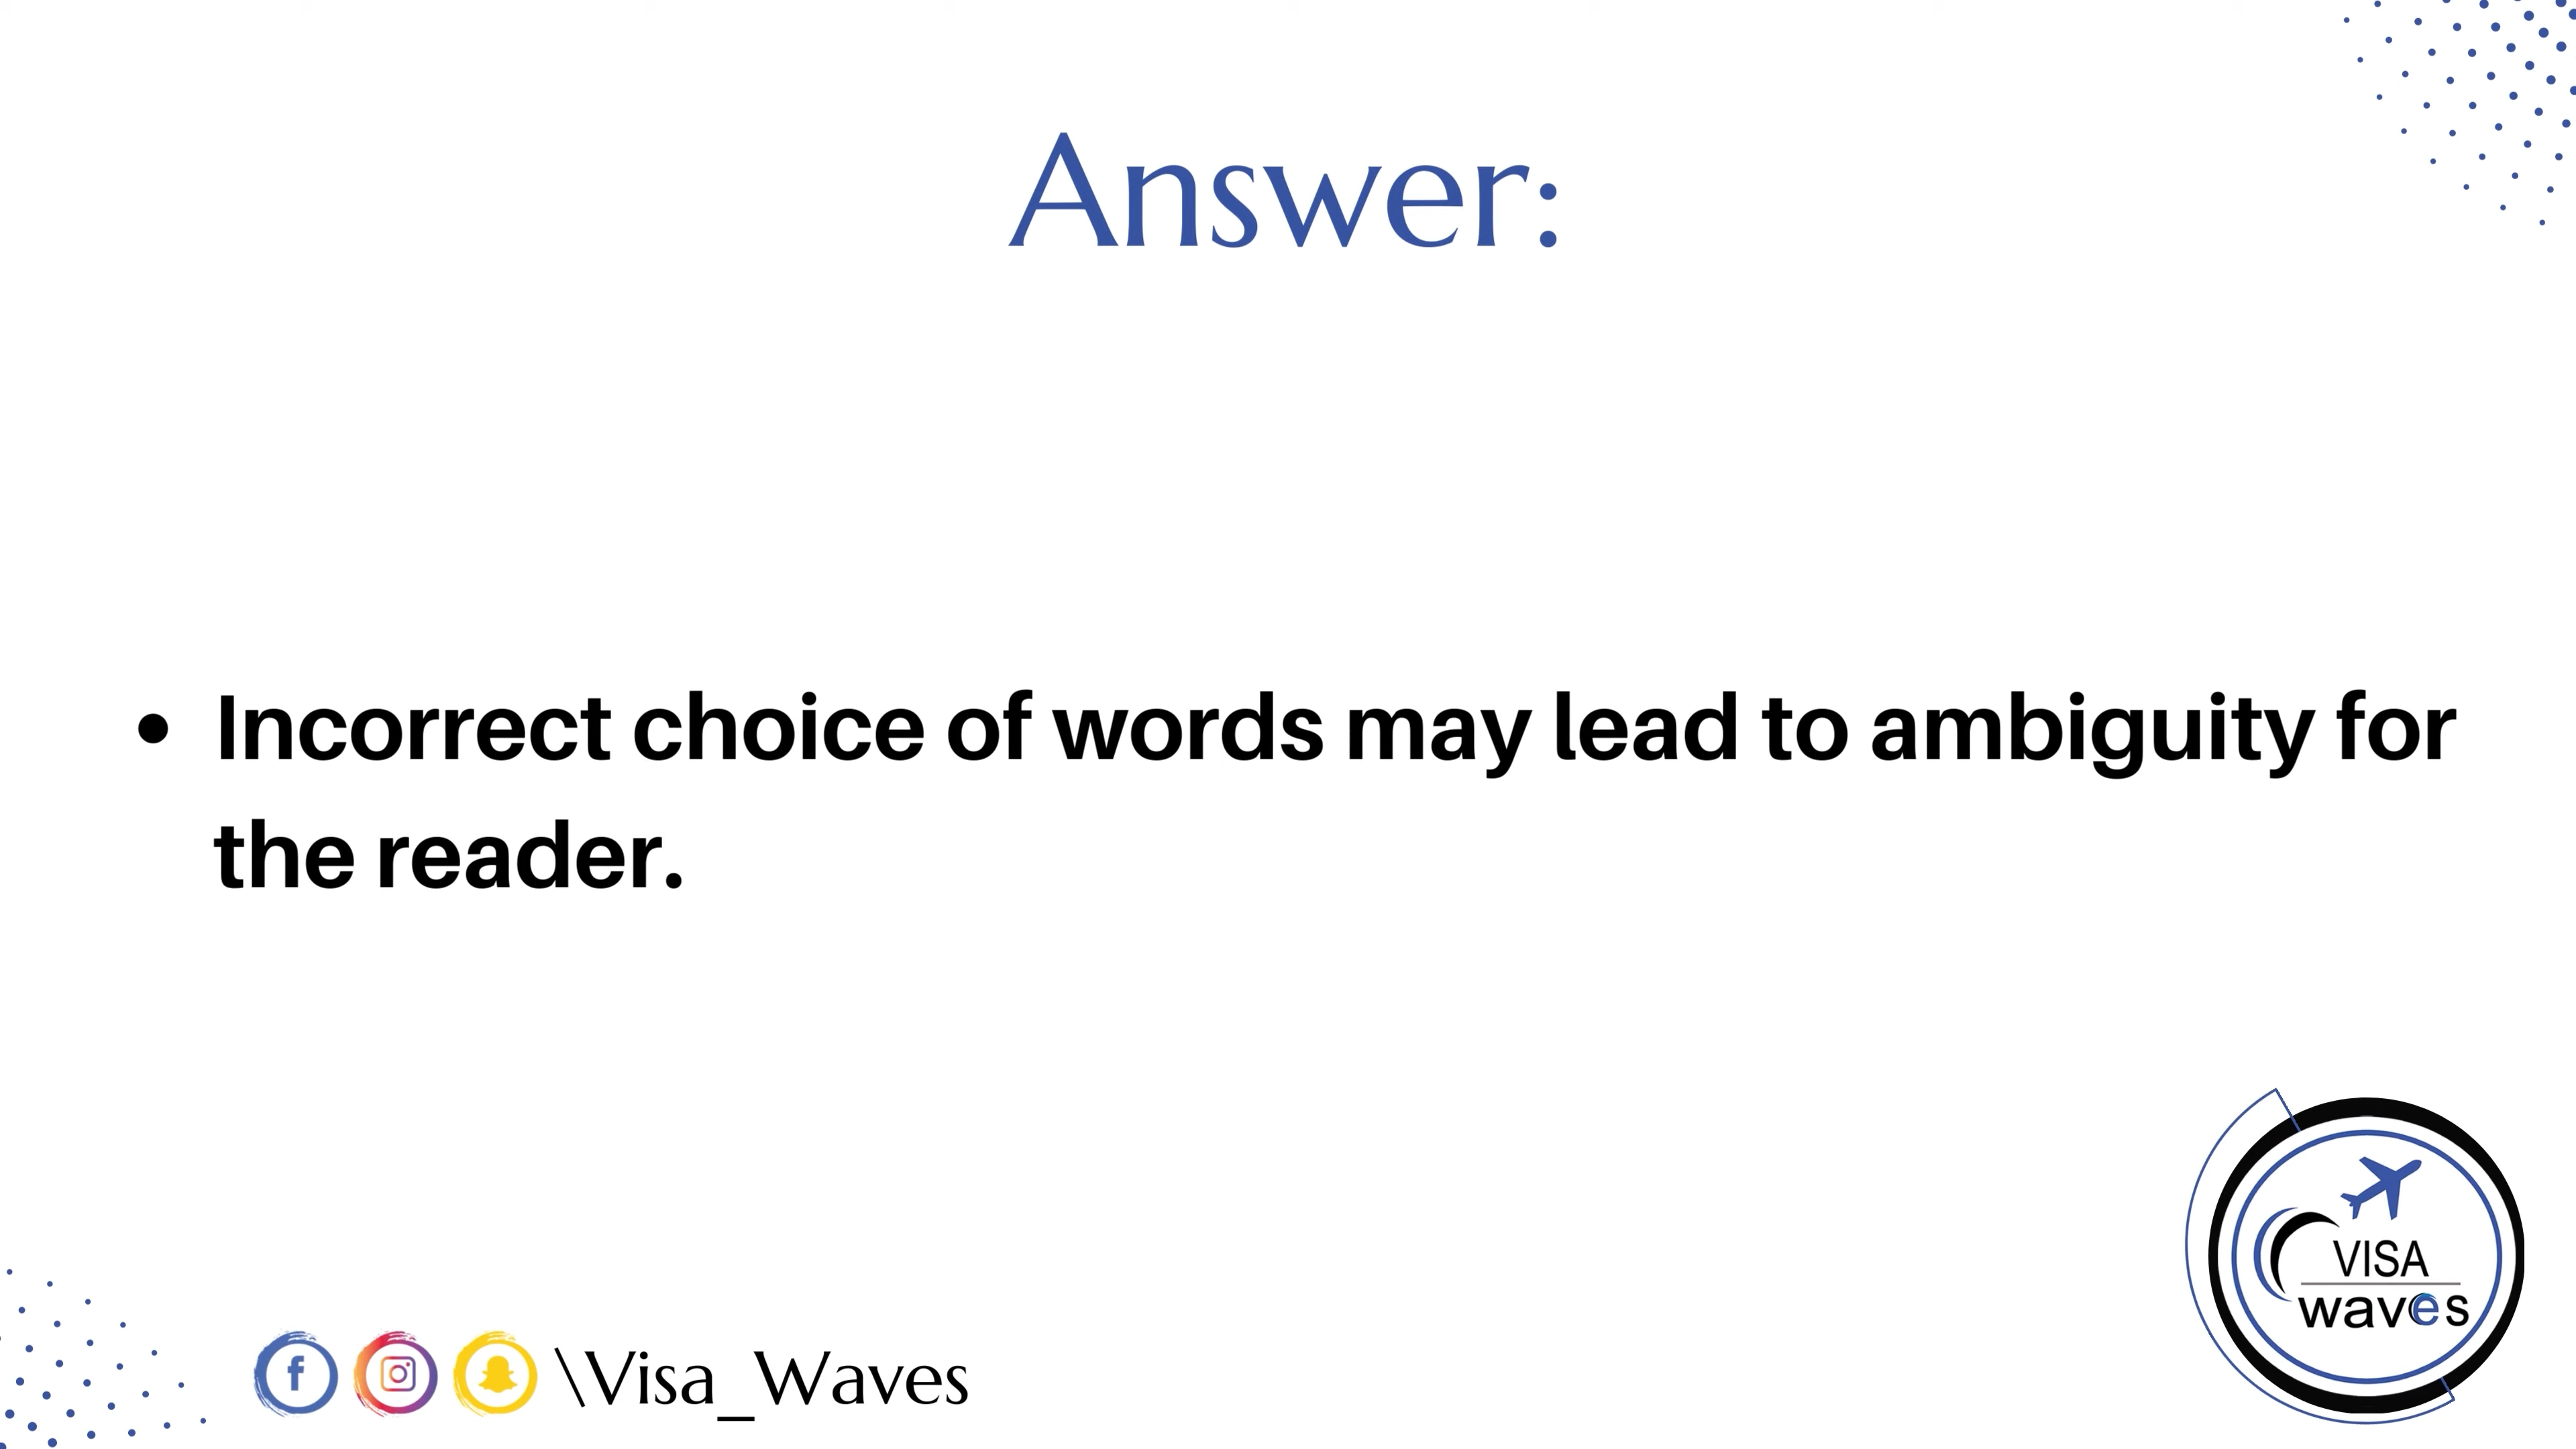 Answer:
• Incorrect choice of words may lead to ambiguity for
the reader.
VISA
waves
\Visa_Waves